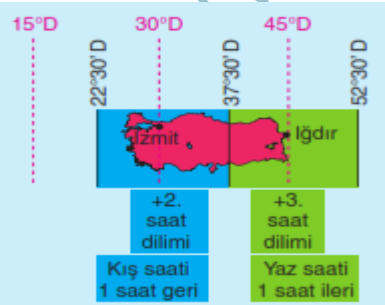 15°D 30°D 45°D
22°30' D 37°30' D 52°30' D
İzmit Iğdır
+2.
saat
dilimi
+3.
saat
dilimi
Kış saati
1 saat geri
Yaz saati
1 saat ileri